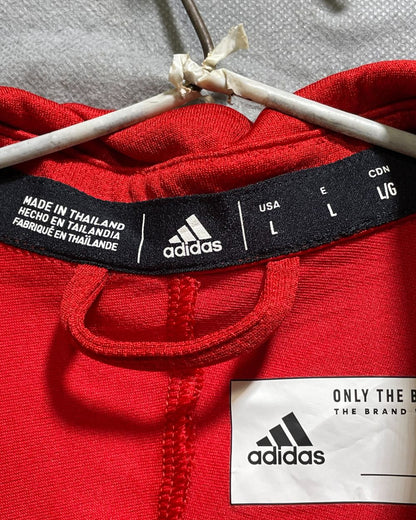 MADE IN THAILAND
HECHO EN TAILANDIA
FABRIQUÉ EN THAÏLANDE
adidas
USA
L
E
L
CDN
L/G
ONLY THE
THE BRAND
adidas